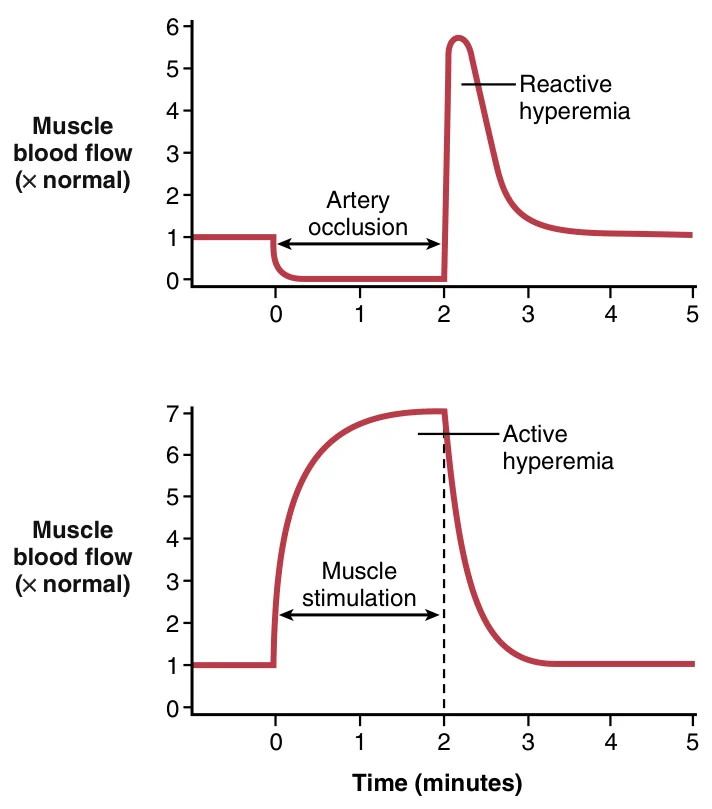 6
5
4
3
2
1
0
Muscle
blood flow
(× normal)
Reactive
hyperemia
Artery
occlusion
0 1 2 3 4 5
7
6
5
4
3
2
1
0
Muscle
blood flow
(× normal)
Active
hyperemia
Muscle
stimulation
0 1 2 3 4 5
Time (minutes)